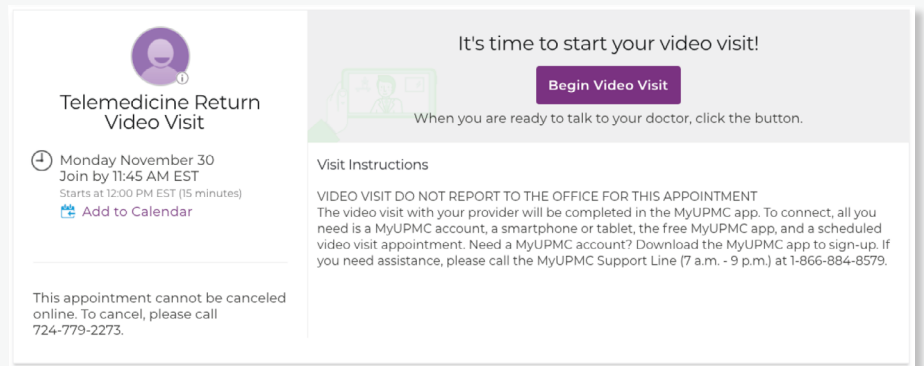 Telemedicine Return
Video Visit
Monday November 30
Join by 11:45 AM EST
Starts at 12:00 PM EST (15 minutes)
Add to Calendar
This appointment cannot be canceled
online. To cancel, please call
724-779-2273.
It's time to start your video visit!
Begin Video Visit
When you are ready to talk to your doctor, click the button.
Visit Instructions
VIDEO VISIT DO NOT REPORT TO THE OFFICE FOR THIS APPOINTMENT
The video visit with your provider will be completed in the MyUPMC app. To connect, all you
need is a MyUPMC account, a smartphone or tablet, the free MyUPMC app, and a scheduled
video visit appointment. Need a MyUPMC account? Download the MyUPMC app to sign-up. If
you need assistance, please call the MyUPMC Support Line (7 a.m. - 9 p.m.) at 1-866-884-8579.